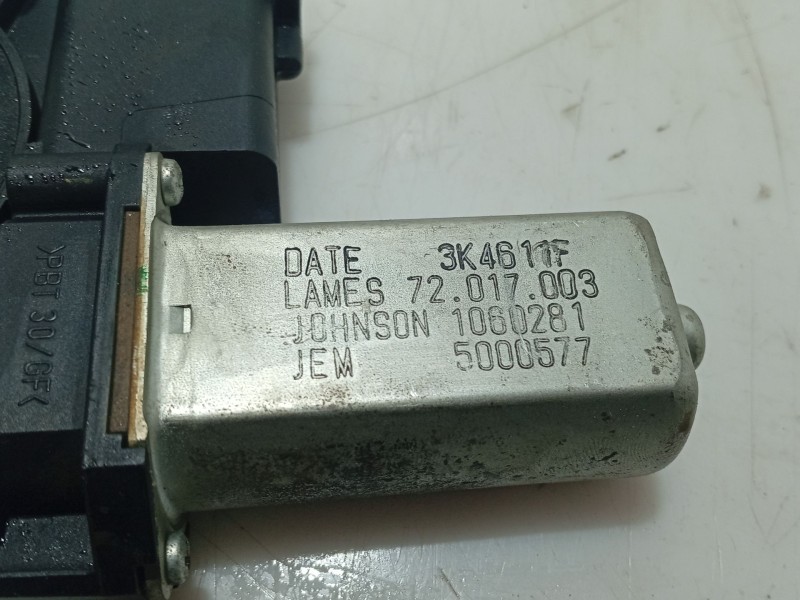 DATE 3K4611F
LAMES 72.017.003
JOHNSON 1060281
JEM 5000577
>PBT 30/GF<